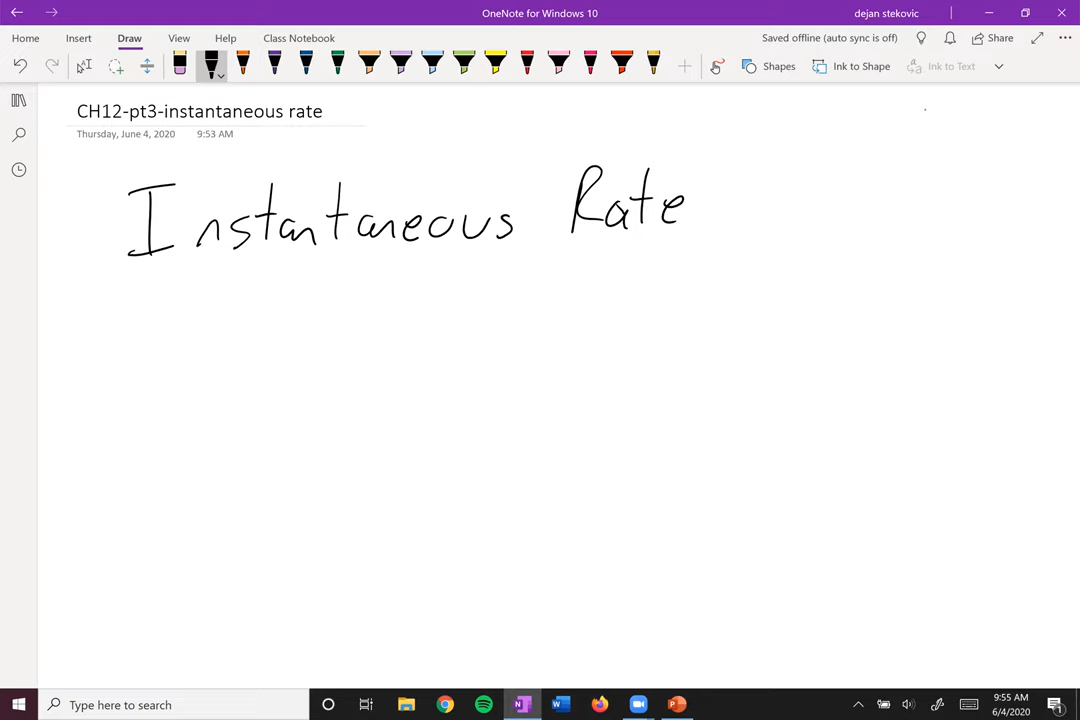 OneNote for Windows 10
dejan stekovic
Home Insert Draw View Help Class Notebook
Saved offline (auto sync is off) Share
Shapes Ink to Shape Ink to Text
CH12-pt3-instantaneous rate
Thursday, June 4, 2020 9:53 AM
Instantaneous Rate
Type here to search
9:55 AM
6/4/2020